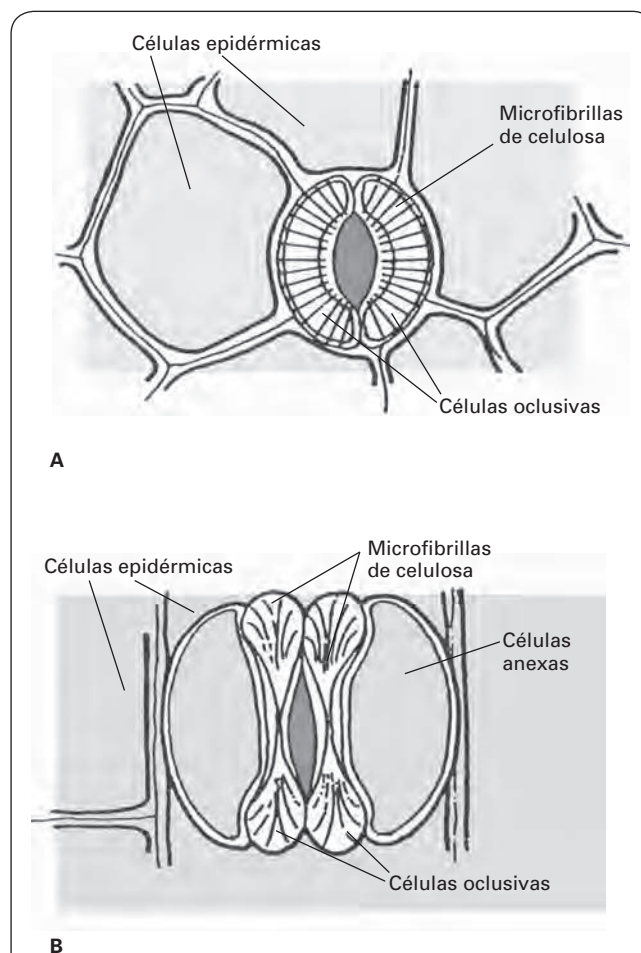 Células epidérmicas
Microfibrillas
de celulosa
Células oclusivas
A
Microfibrillas
de celulosa
Células epidérmicas
Células
anexas
Células oclusivas
B